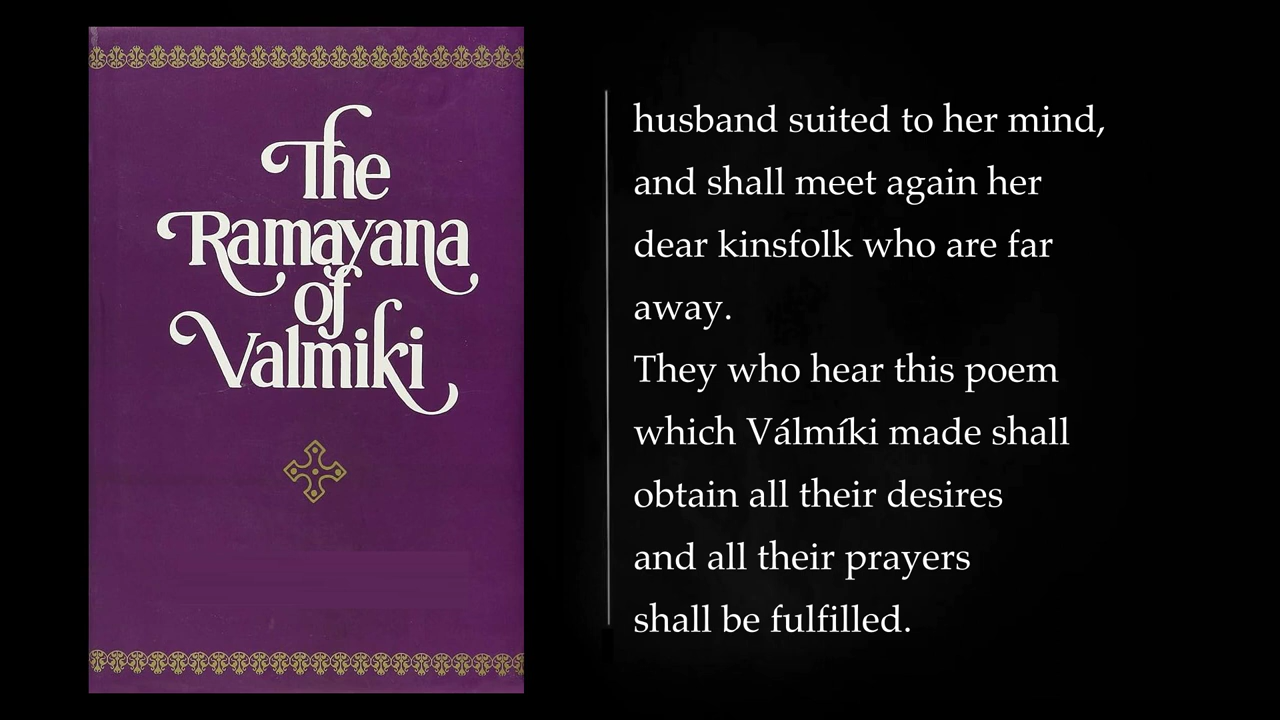 The
Ramayana
of
Valmiki
husband suited to her mind,
and shall meet again her
dear kinsfolk who are far
away.
They who hear this poem
which Válmíki made shall
obtain all their desires
and all their prayers
shall be fulfilled.